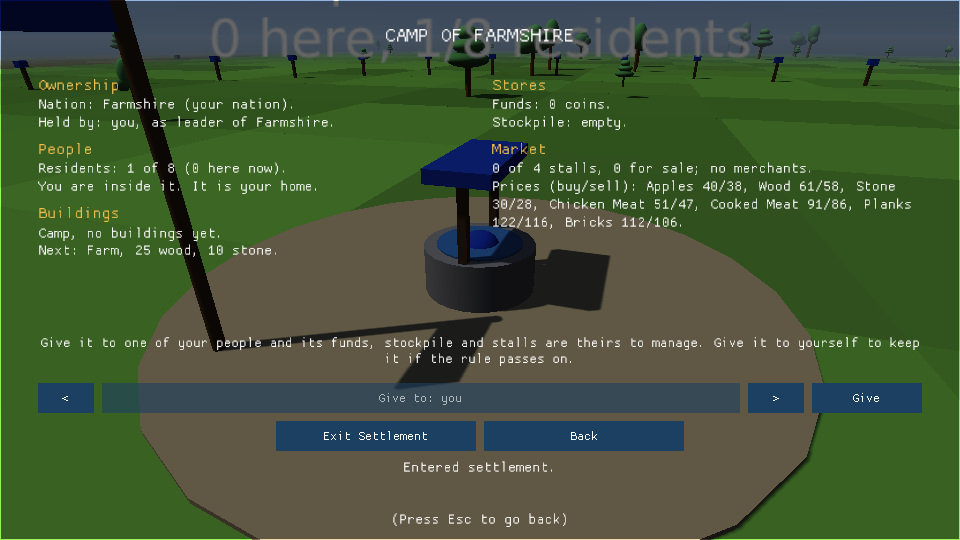 0 here; 1/8 residents
CAMP OF FARMSHIRE
Ownership
Nation: Farmshire (your nation).
Held by: you, as leader of Farmshire.
People
Residents: 1 of 8 (0 here now).
You are inside it. It is your home.
Buildings
Camp, no buildings yet.
Next: Farm, 25 wood, 10 stone.
Stores
Funds: 0 coins.
Stockpile: empty.
Market
0 of 4 stalls, 0 for sale; no merchants.
Prices (buy/sell): Apples 40/38, Wood 61/58, Stone
30/28, Chicken Meat 51/47, Cooked Meat 91/86, Planks
122/116, Bricks 112/106.
Give it to one of your people and its funds, stockpile and stalls are theirs to manage. Give it to yourself to keep
it if the rule passes on.
< Give to: you > Give
Exit Settlement Back
Entered settlement.
(Press Esc to go back)